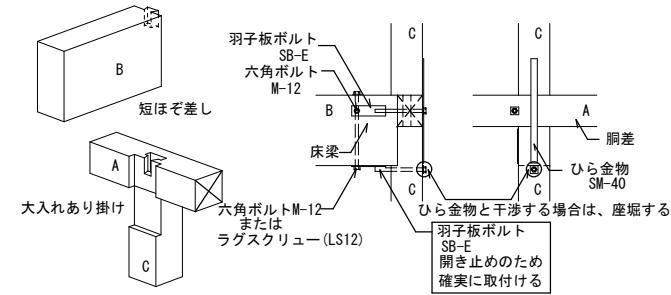 B
短ほぞ差し
A
大入れあり掛け
C
羽子板ボルト
SB-E
六角ボルト
M-12
B
床梁
六角ボルトM-12
または
ラグスクリュー(LS12)
C
C
C
A
胴差
ひら金物
SM-40
C
ひら金物と干渉する場合は、座堀する
羽子板ボルト
SB-E
開き止めのため
確実に取付ける